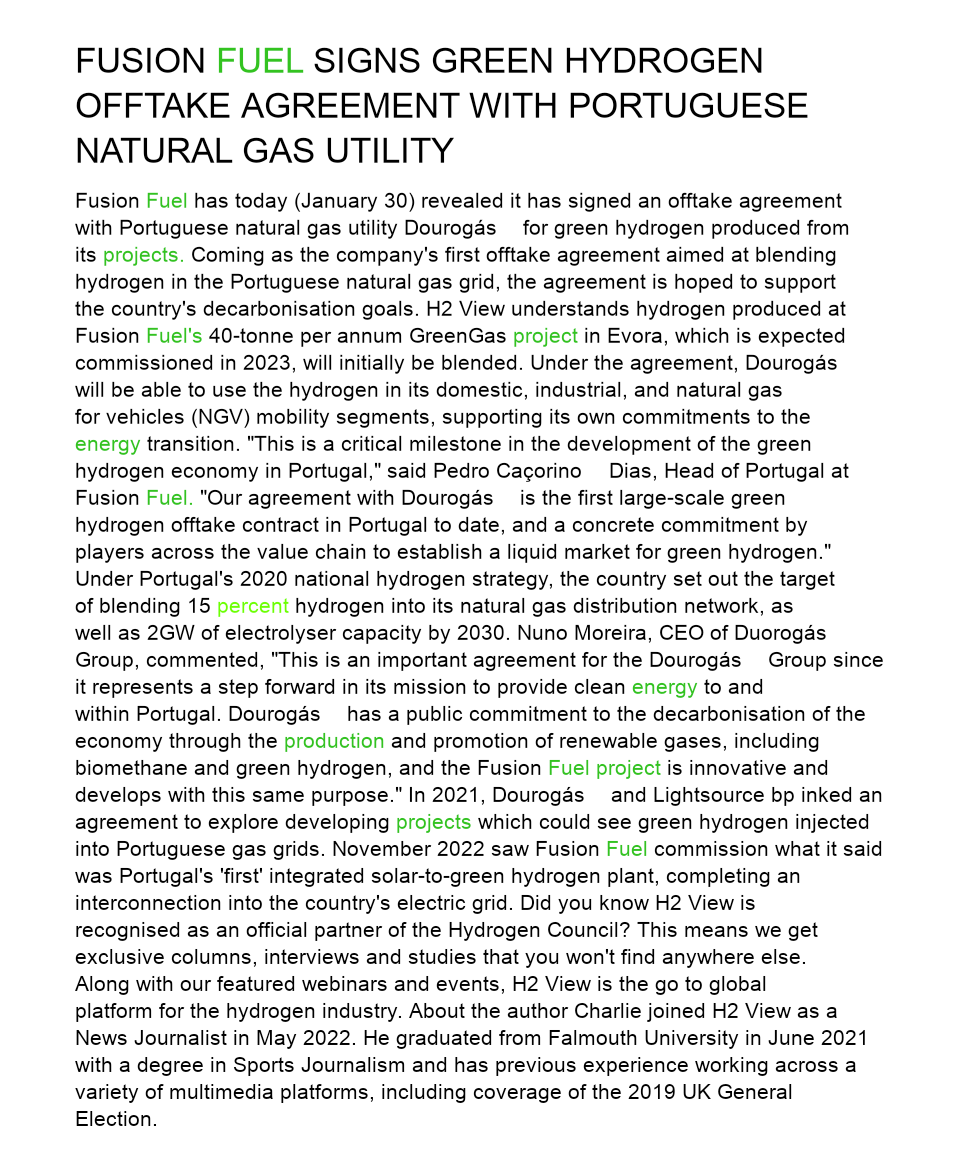 FUSION FUEL SIGNS GREEN HYDROGEN
OFFTAKE AGREEMENT WITH PORTUGUESE
NATURAL GAS UTILITY
Fusion Fuel has today (January 30) revealed it has signed an offtake agreement
with Portuguese natural gas utility Dourogás for green hydrogen produced from
its projects. Coming as the company's first offtake agreement aimed at blending
hydrogen in the Portuguese natural gas grid, the agreement is hoped to support
the country's decarbonisation goals. H2 View understands hydrogen produced at
Fusion Fuel's 40-tonne per annum GreenGas project in Evora, which is expected
commissioned in 2023, will initially be blended. Under the agreement, Dourogás
will be able to use the hydrogen in its domestic, industrial, and natural gas
for vehicles (NGV) mobility segments, supporting its own commitments to the
energy transition. "This is a critical milestone in the development of the green
hydrogen economy in Portugal," said Pedro Caçorino Dias, Head of Portugal at
Fusion Fuel. "Our agreement with Dourogás is the first large-scale green
hydrogen offtake contract in Portugal to date, and a concrete commitment by
players across the value chain to establish a liquid market for green hydrogen."
Under Portugal's 2020 national hydrogen strategy, the country set out the target
of blending 15 percent hydrogen into its natural gas distribution network, as
well as 2GW of electrolyser capacity by 2030. Nuno Moreira, CEO of Duorogás
Group, commented, "This is an important agreement for the Dourogás Group since
it represents a step forward in its mission to provide clean energy to and
within Portugal. Dourogás has a public commitment to the decarbonisation of the
economy through the production and promotion of renewable gases, including
biomethane and green hydrogen, and the Fusion Fuel project is innovative and
develops with this same purpose." In 2021, Dourogás and Lightsource bp inked an
agreement to explore developing projects which could see green hydrogen injected
into Portuguese gas grids. November 2022 saw Fusion Fuel commission what it said
was Portugal's 'first' integrated solar-to-green hydrogen plant, completing an
interconnection into the country's electric grid. Did you know H2 View is
recognised as an official partner of the Hydrogen Council? This means we get
exclusive columns, interviews and studies that you won't find anywhere else.
Along with our featured webinars and events, H2 View is the go to global
platform for the hydrogen industry. About the author Charlie joined H2 View as a
News Journalist in May 2022. He graduated from Falmouth University in June 2021
with a degree in Sports Journalism and has previous experience working across a
variety of multimedia platforms, including coverage of the 2019 UK General
Election.